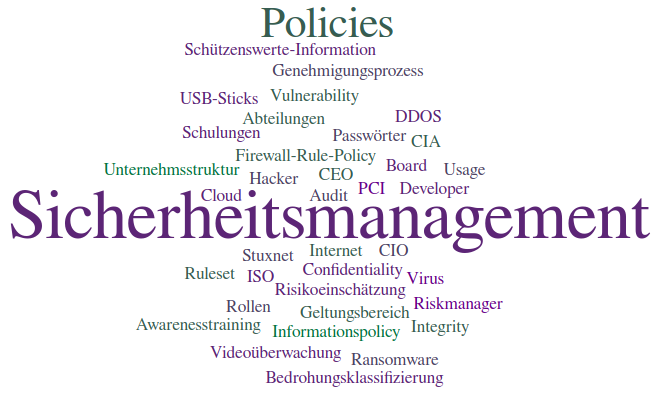 Policies
Schützenswerte-Information
Genehmigungsprozess
USB-Sticks Vulnerability
Abteilungen DDOS
Schulungen Passwörter CIA
Firewall-Rule-Policy
Unternehmsstruktur Hacker CEO Board Usage
Cloud Audit PCI Developer
Sicherheitsmanagement
Stuxnet Internet CIO
Ruleset ISO Confidentiality Virus
Risikoeinschätzung
Rollen Geltungsbereich Riskmanager
Awarenesstraining Informationspolicy Integrity
Videoüberwachung Ransomware
Bedrohungsklassifizierung